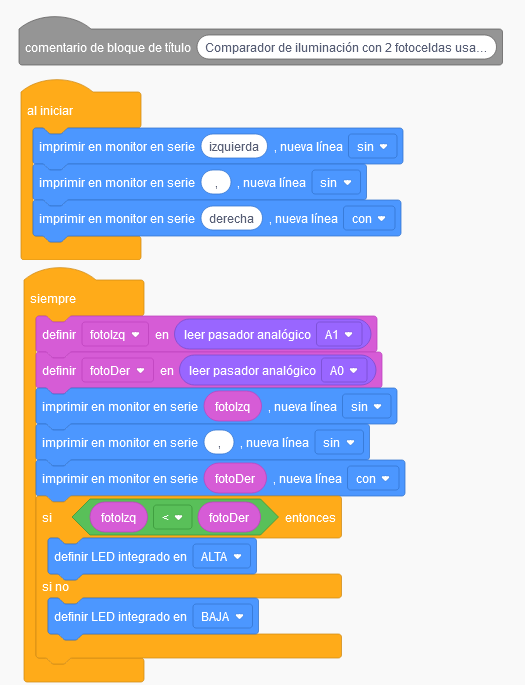 comentario de bloque de título Comparador de iluminación con 2 fotoceldas usa...
al iniciar
imprimir en monitor en serie izquierda , nueva línea sin
imprimir en monitor en serie , , nueva línea sin
imprimir en monitor en serie derecha , nueva línea con
siempre
definir fotoIzq en leer pasador analógico A1
definir fotoDer en leer pasador analógico A0
imprimir en monitor en serie fotoIzq , nueva línea sin
imprimir en monitor en serie , , nueva línea sin
imprimir en monitor en serie fotoDer , nueva línea con
si fotoIzq < fotoDer entonces
definir LED integrado en ALTA
si no
definir LED integrado en BAJA